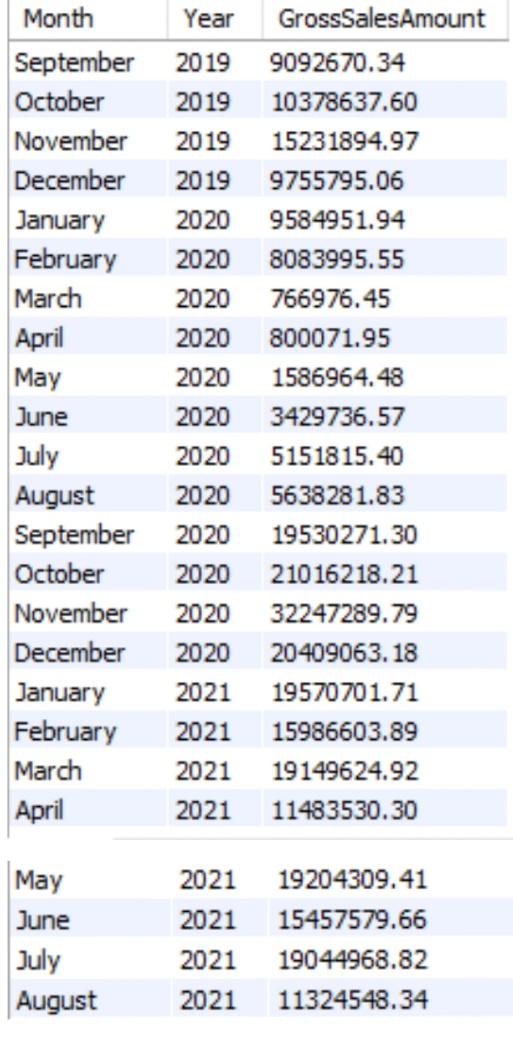 Month Year GrossSalesAmount
September 2019 9092670.34
October 2019 10378637.60
November 2019 15231894.97
December 2019 9755795.06
January 2020 9584951.94
February 2020 8083995.55
March 2020 766976.45
April 2020 800071.95
May 2020 1586964.48
June 2020 3429736.57
July 2020 5151815.40
August 2020 5638281.83
September 2020 19530271.30
October 2020 21016218.21
November 2020 32247289.79
December 2020 20409063.18
January 2021 19570701.71
February 2021 15986603.89
March 2021 19149624.92
April 2021 11483530.30
May 2021 19204309.41
June 2021 15457579.66
July 2021 19044968.82
August 2021 11324548.34